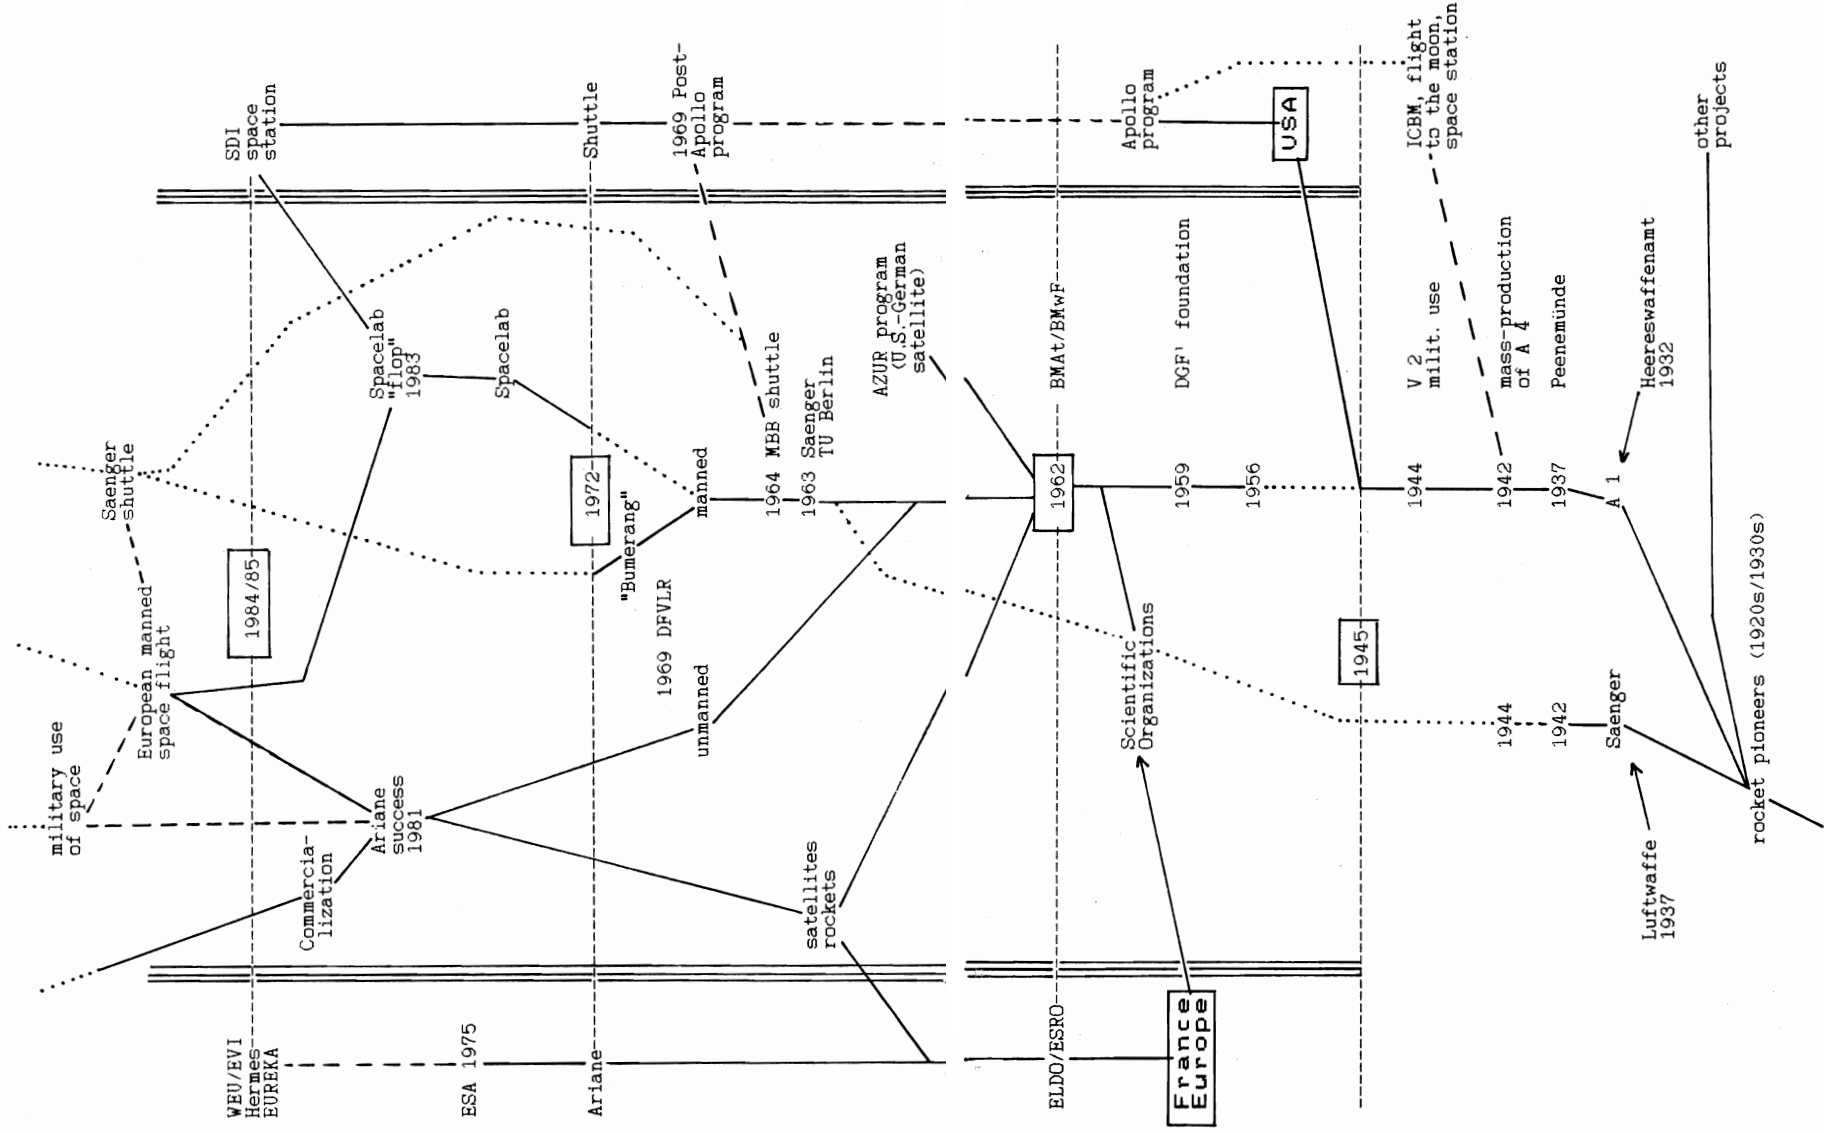 military use
of space
Saenger
shuttle
European manned
space flight
WEU/EVI
Hermes
EUREKA
1984/85
SDI
space
station
Commercia-
lization
Ariane
success
1981
Spacelab
"flop"
1983
ESA 1975
Spacelab
Ariane
1972
Shuttle
"Bumerang"
1969 DFVLR
unmanned
manned
1969 Post-
Apollo
program
1964 MBB shuttle
satellites
rockets
1963 Saenger
TU Berlin
AZUR program
(U.S.-German
satellite)
ELDO/ESRO
1962
BMAt/BMwF
Scientific
Organizations
Apollo
program
France
Europe
1959
DGF' foundation
1956
USA
1945
1944
V 2
milit. use
ICBM, flight
to the moon,
space station
1944
1942
mass-production
of A 4
1942
1937
Peenemünde
Saenger
A 1
Luftwaffe
1937
Heereswaffenamt
1932
other
projects
rocket pioneers (1920s/1930s)